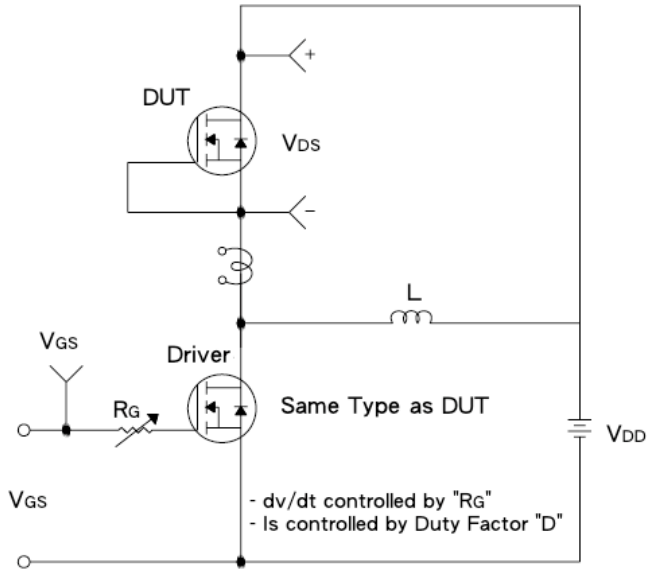 +
DUT
VDS
-
L
VGS
Driver
RG
Same Type as DUT
VDD
VGS
- dv/dt controlled by "RG"
- Is controlled by Duty Factor "D"